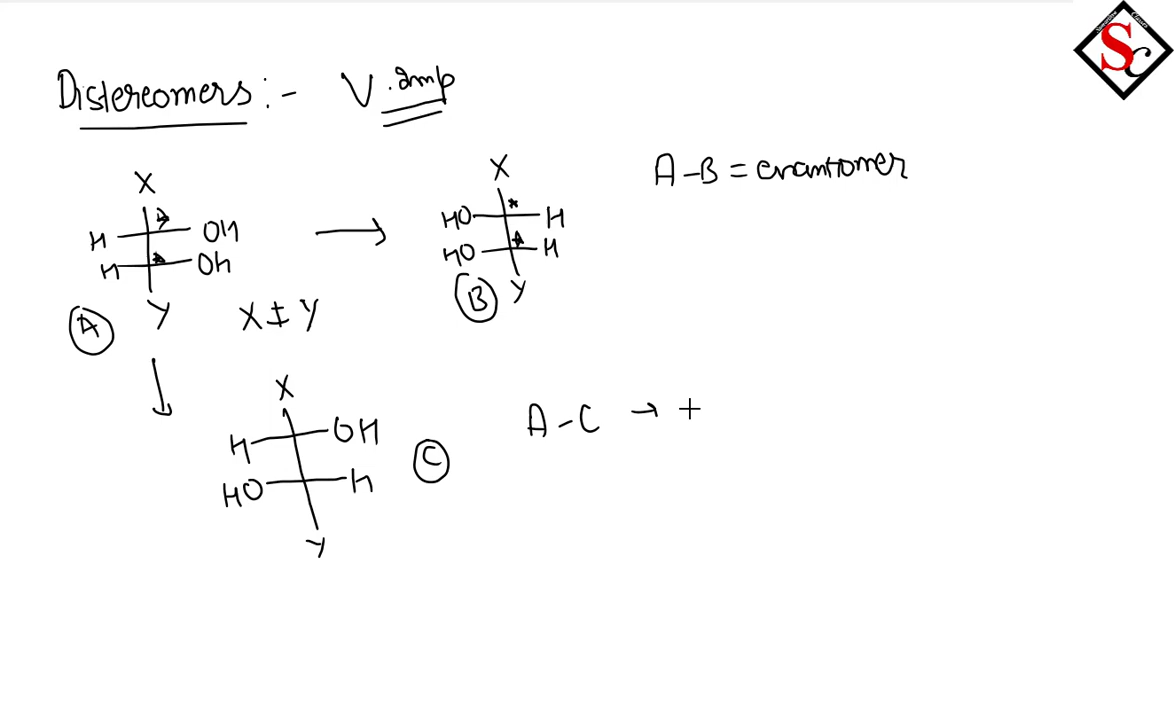 Distereomers :- V. imp
X
H OH
H Oh
Y
A
X ≠ Y
X
HO H
HO H
Y
B
A-B = enantiomer
X
H OH
HO h
Y
C
A-C → +
SC